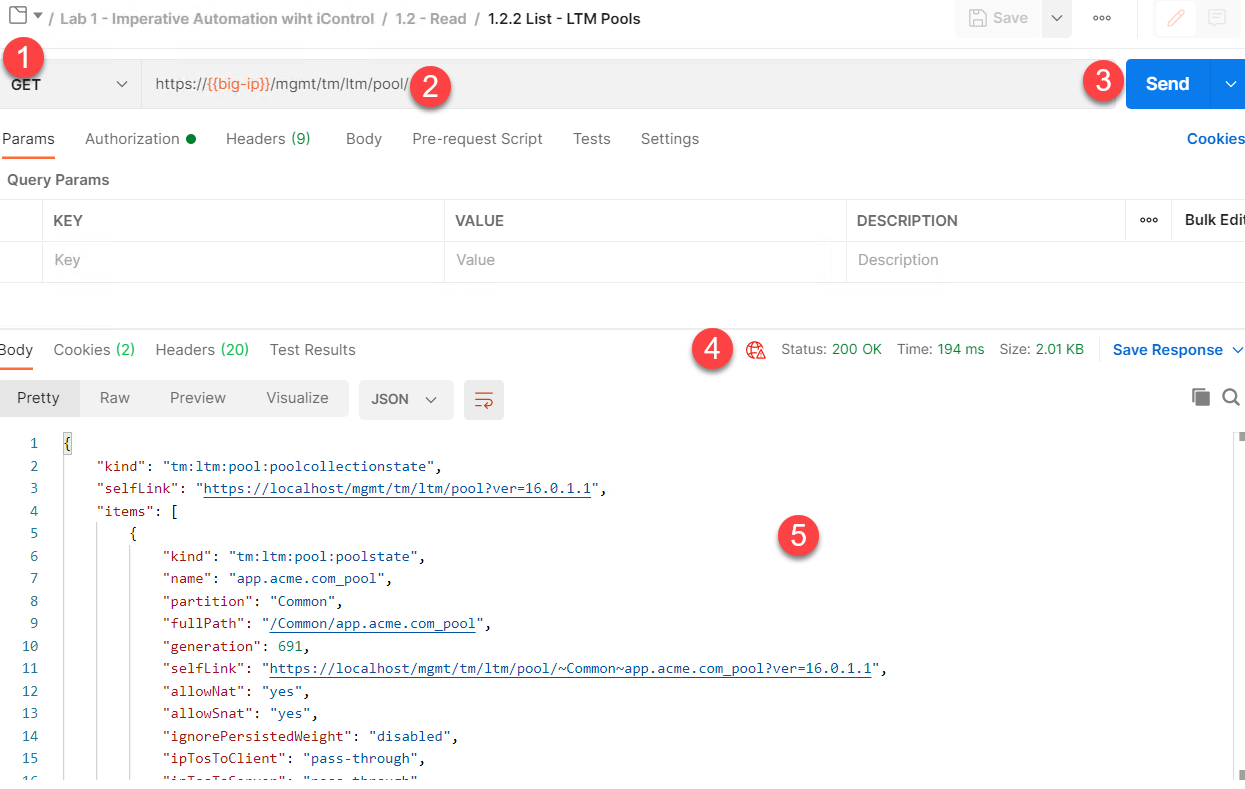 / Lab 1 - Imperative Automation wiht iControl / 1.2 - Read / 1.2.2 List - LTM Pools Save
1
GET https://{{big-ip}}/mgmt/tm/ltm/pool/ 2 3 Send
Params Authorization Headers (9) Body Pre-request Script Tests Settings Cookies
Query Params
KEY VALUE DESCRIPTION Bulk Edit
Key Value Description
Body Cookies (2) Headers (20) Test Results 4 Status: 200 OK Time: 194 ms Size: 2.01 KB Save Response
Pretty Raw Preview Visualize JSON
1 {
2 "kind": "tm:ltm:pool:poolcollectionstate",
3 "selfLink": "https://localhost/mgmt/tm/ltm/pool?ver=16.0.1.1",
4 "items": [
5 { 5
6 "kind": "tm:ltm:pool:poolstate",
7 "name": "app.acme.com_pool",
8 "partition": "Common",
9 "fullPath": "/Common/app.acme.com_pool",
10 "generation": 691,
11 "selfLink": "https://localhost/mgmt/tm/ltm/pool/~Common~app.acme.com_pool?ver=16.0.1.1",
12 "allowNat": "yes",
13 "allowSnat": "yes",
14 "ignorePersistedWeight": "disabled",
15 "ipTosToClient": "pass-through",
16 "ipTosToServer": "pass-through"